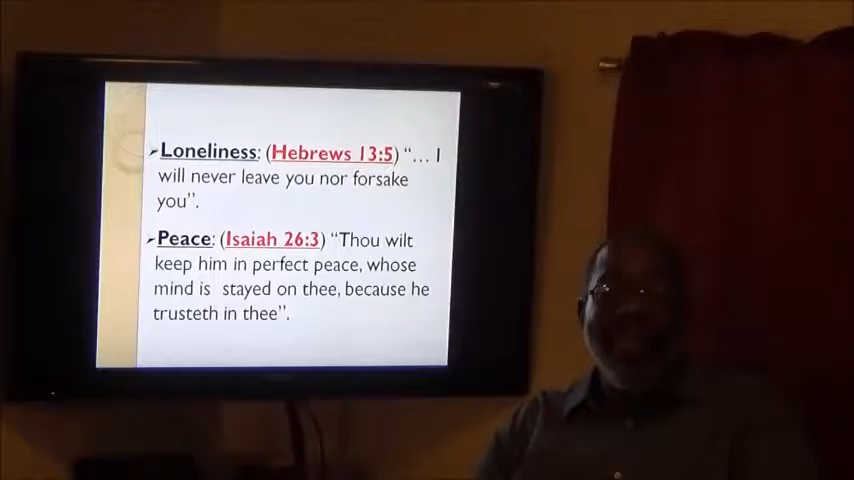 ➢Loneliness: (Hebrews 13:5) “… I
will never leave you nor forsake
you”.
➢Peace: (Isaiah 26:3) “Thou wilt
keep him in perfect peace, whose
mind is stayed on thee, because he
trusteth in thee”.